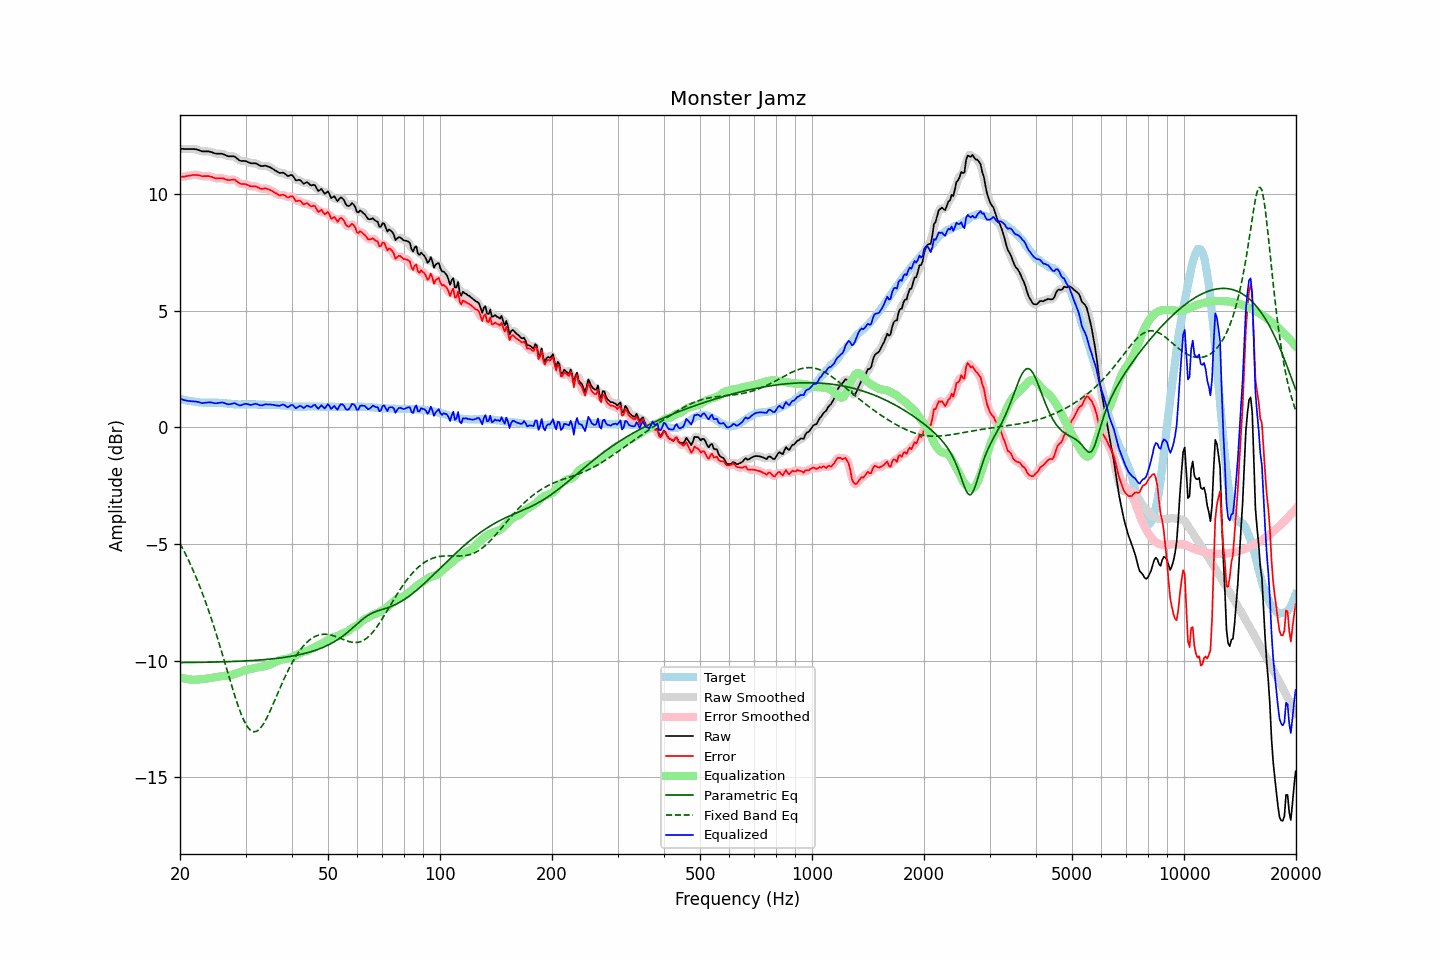 Monster Jamz
Amplitude (dBr)
10
5
0
−5
−10
−15
Target
Raw Smoothed
Error Smoothed
Raw
Error
Equalization
Parametric Eq
Fixed Band Eq
Equalized
20 50 100 200 500 1000 2000 5000 10000 20000
Frequency (Hz)